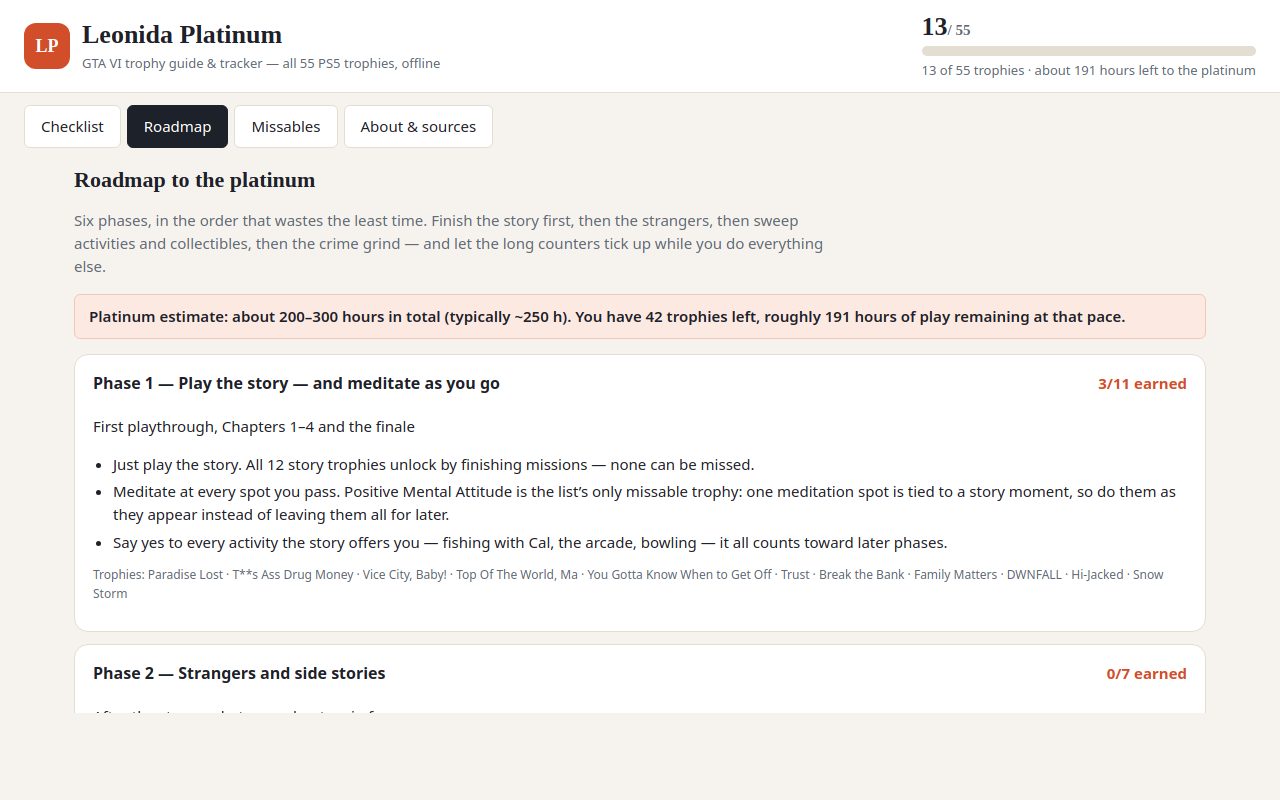 LP
Leonida Platinum
GTA VI trophy guide & tracker — all 55 PS5 trophies, offline
13 / 55
13 of 55 trophies · about 191 hours left to the platinum
Checklist
Roadmap
Missables
About & sources
Roadmap to the platinum
Six phases, in the order that wastes the least time. Finish the story first, then the strangers, then sweep
activities and collectibles, then the crime grind — and let the long counters tick up while you do everything
else.
Platinum estimate: about 200–300 hours in total (typically ~250 h). You have 42 trophies left, roughly 191 hours of play remaining at that pace.
Phase 1 — Play the story — and meditate as you go
3/11 earned
First playthrough, Chapters 1–4 and the finale
• Just play the story. All 12 story trophies unlock by finishing missions — none can be missed.
• Meditate at every spot you pass. Positive Mental Attitude is the list’s only missable trophy: one meditation spot is tied to a story moment, so do them as
they appear instead of leaving them all for later.
• Say yes to every activity the story offers you — fishing with Cal, the arcade, bowling — it all counts toward later phases.
Trophies: Paradise Lost · T**s Ass Drug Money · Vice City, Baby! · Top Of The World, Ma · You Gotta Know When to Get Off · Trust · Break the Bank · Family Matters · DWNFALL · Hi-Jacked · Snow
Storm
Phase 2 — Strangers and side stories
0/7 earned